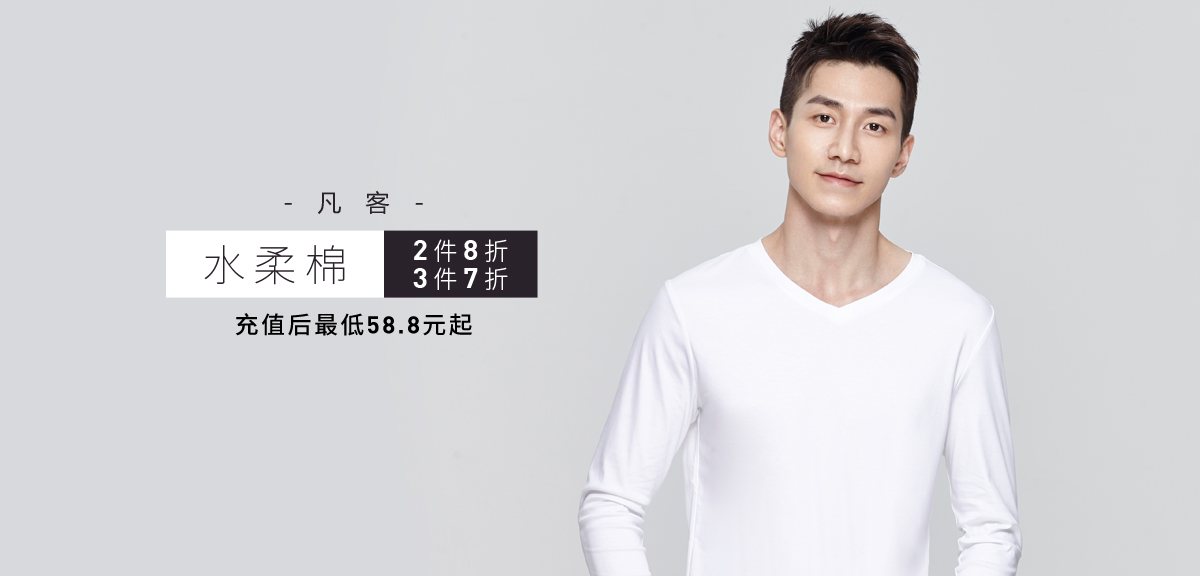 - 凡 客 -
水柔棉
2件8折
3件7折
充值后最低58.8元起